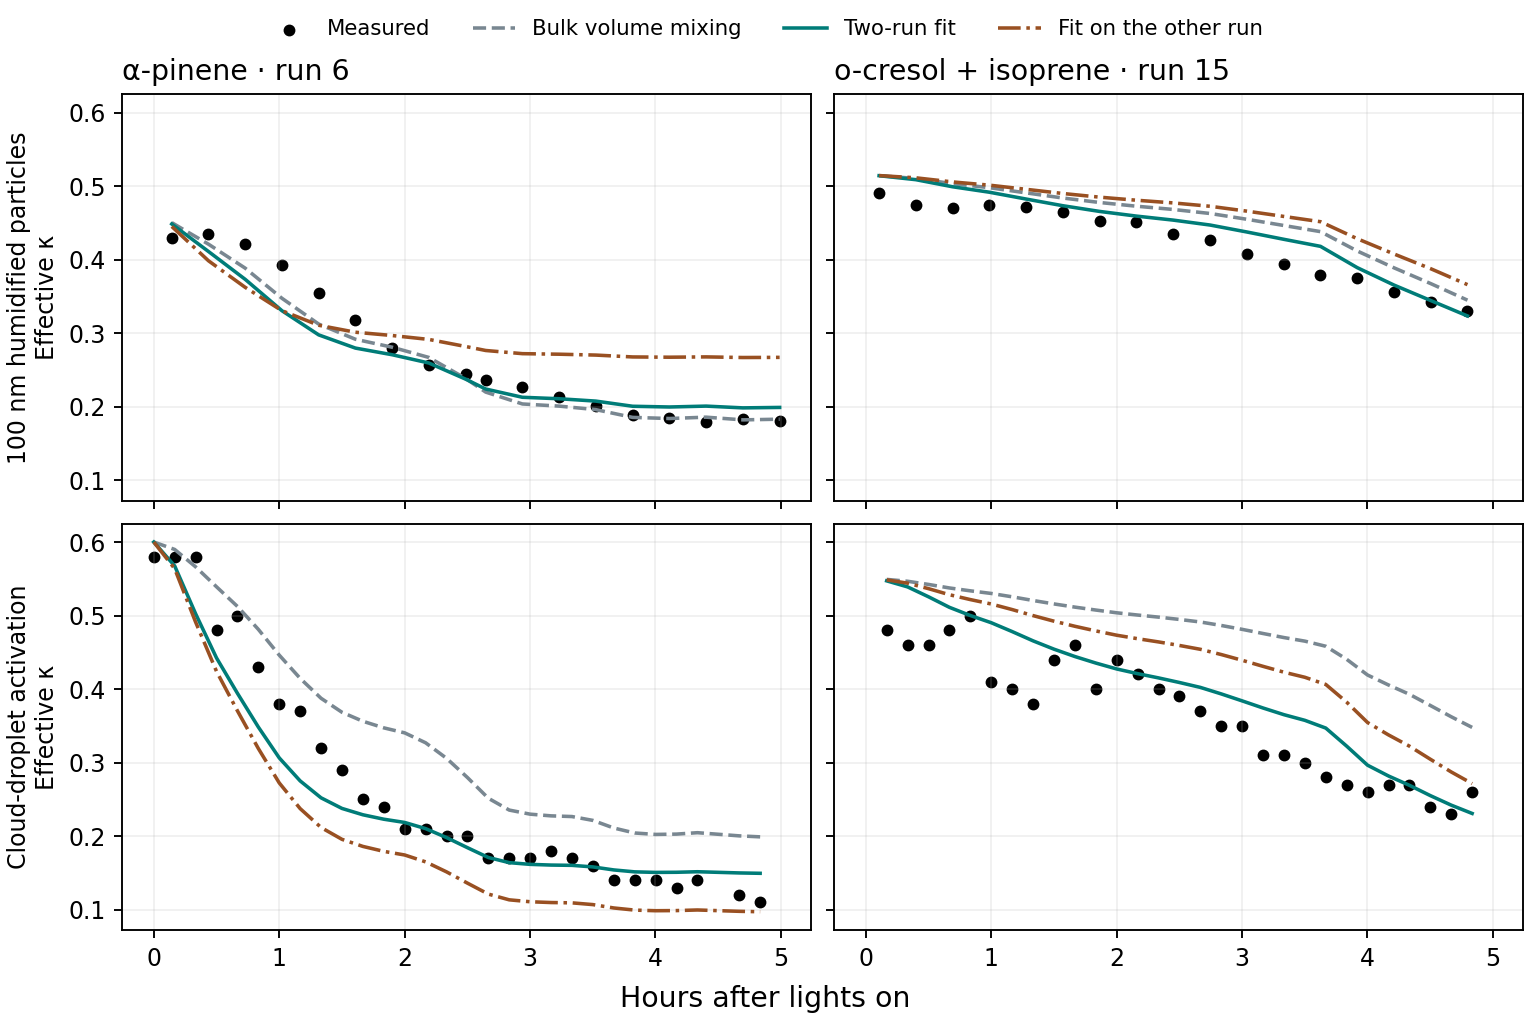 Measured
Bulk volume mixing
Two-run fit
Fit on the other run
α-pinene · run 6
o-cresol + isoprene · run 15
100 nm humidified particles
Effective κ
0.6
0.5
0.4
0.3
0.2
0.1
Cloud-droplet activation
Effective κ
0.6
0.5
0.4
0.3
0.2
0.1
0 1 2 3 4 5
0 1 2 3 4 5
Hours after lights on